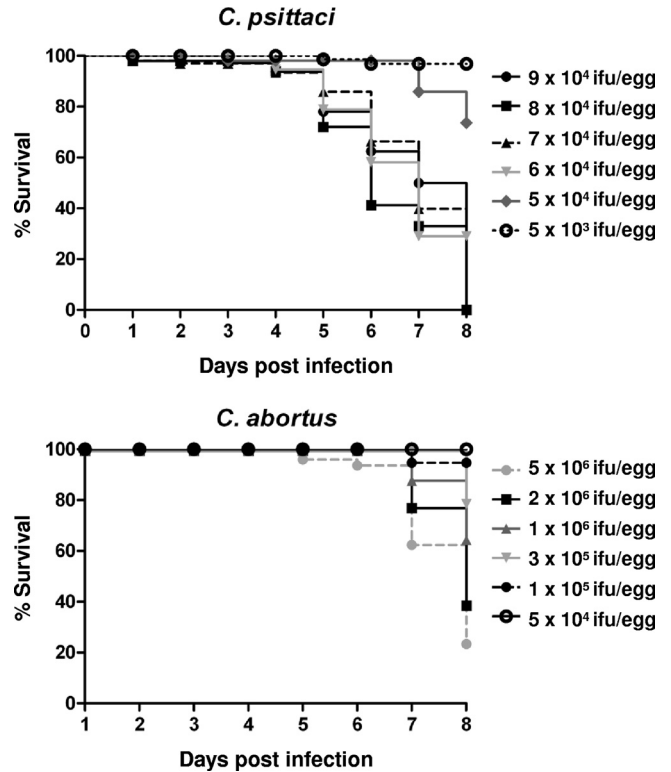 C. psittaci
100
80
60
40
20
0
% Survival
0 1 2 3 4 5 6 7 8
Days post infection
9 x 10⁴ ifu/egg
8 x 10⁴ ifu/egg
7 x 10⁴ ifu/egg
6 x 10⁴ ifu/egg
5 x 10⁴ ifu/egg
5 x 10³ ifu/egg
C. abortus
100
80
60
40
20
0
% Survival
1 2 3 4 5 6 7 8
Days post infection
5 x 10⁶ ifu/egg
2 x 10⁶ ifu/egg
1 x 10⁶ ifu/egg
3 x 10⁵ ifu/egg
1 x 10⁵ ifu/egg
5 x 10⁴ ifu/egg